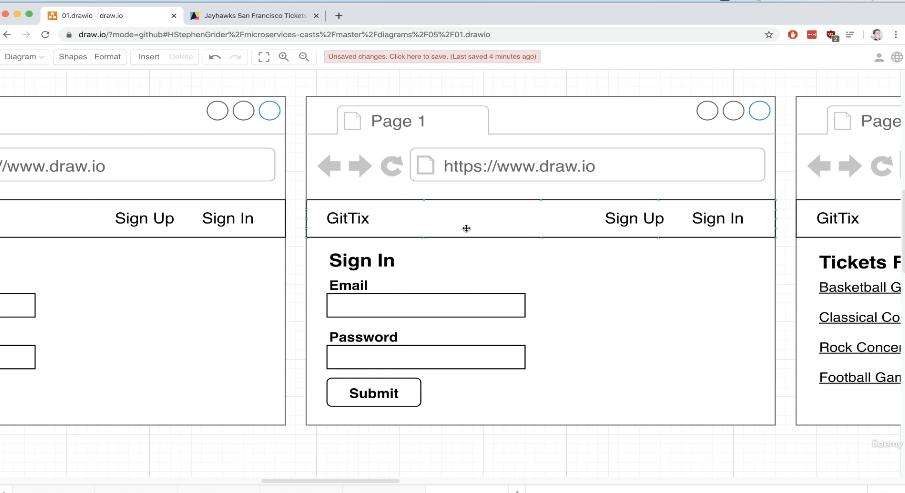 01.drawio - draw.io
Jayhawks San Francisco Tickets
draw.io/?mode=github#HStephenGrider%2Fmicroservices-casts%2Fmaster%2Fdiagrams%2F05%2F01.drawio
Diagram Shapes Format Insert Delete Unsaved changes. Click here to save. (Last saved 4 minutes ago)
Page 1 Page
//www.draw.io https://www.draw.io
Sign Up Sign In GitTix Sign Up Sign In GitTix
Sign In Tickets F
Email Basketball G
Classical Co
Password Rock Concer
Football Gam
Submit
Udemy